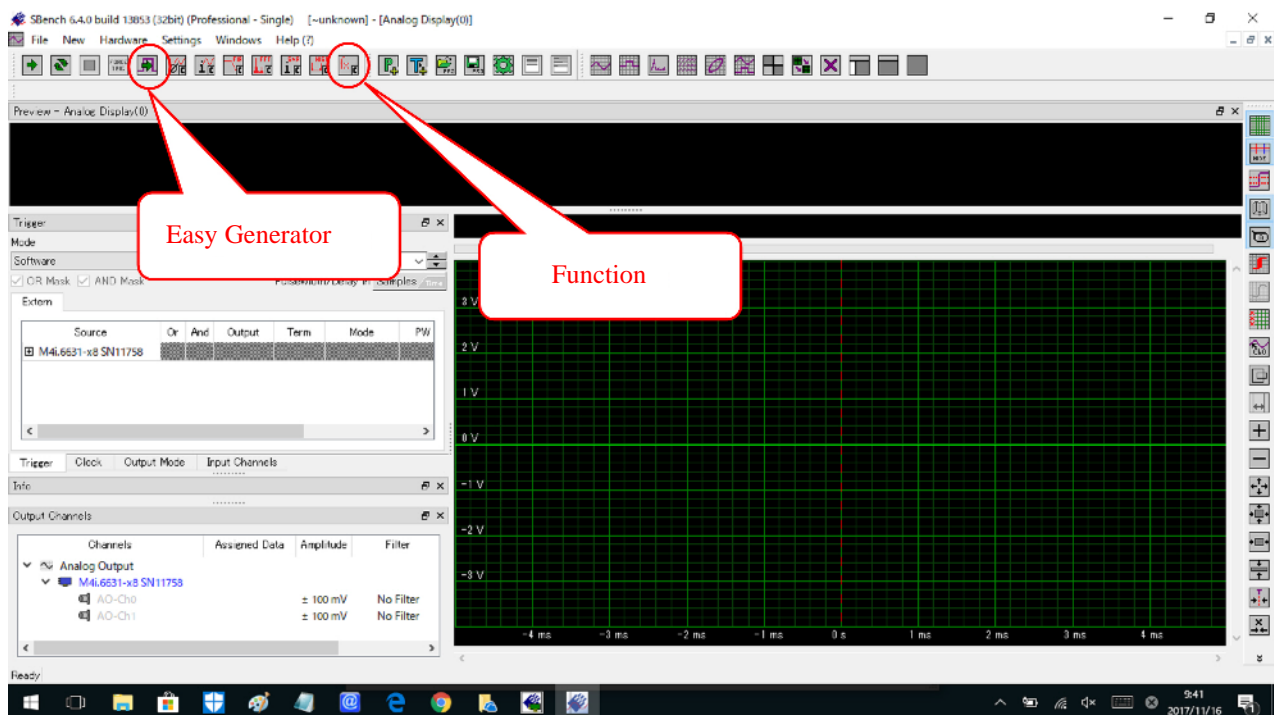 SBench 6.4.0 build 13853 (32bit) (Professional - Single) [~unknown] - [Analog Display(0)]
File New Hardware Settings Windows Help (?)
Preview - Analog Display(0)
Easy Generator
Function
Trigger
Mode
Software
OR Mask AND Mask
Samples
Extern
Source Or And Output Term Mode PW
M4i.6631-x8 SN11758
Trigger Clock Output Mode Input Channels
Info
Output Channels
Channels Assigned Data Amplitude Filter
Analog Output
M4i.6631-x8 SN11758
AO-Ch0 ± 100 mV No Filter
AO-Ch1 ± 100 mV No Filter
3 V
2 V
1 V
0 V
-1 V
-2 V
-3 V
-4 ms -3 ms -2 ms -1 ms 0 s 1 ms 2 ms 3 ms 4 ms
Ready
9:41
2017/11/16